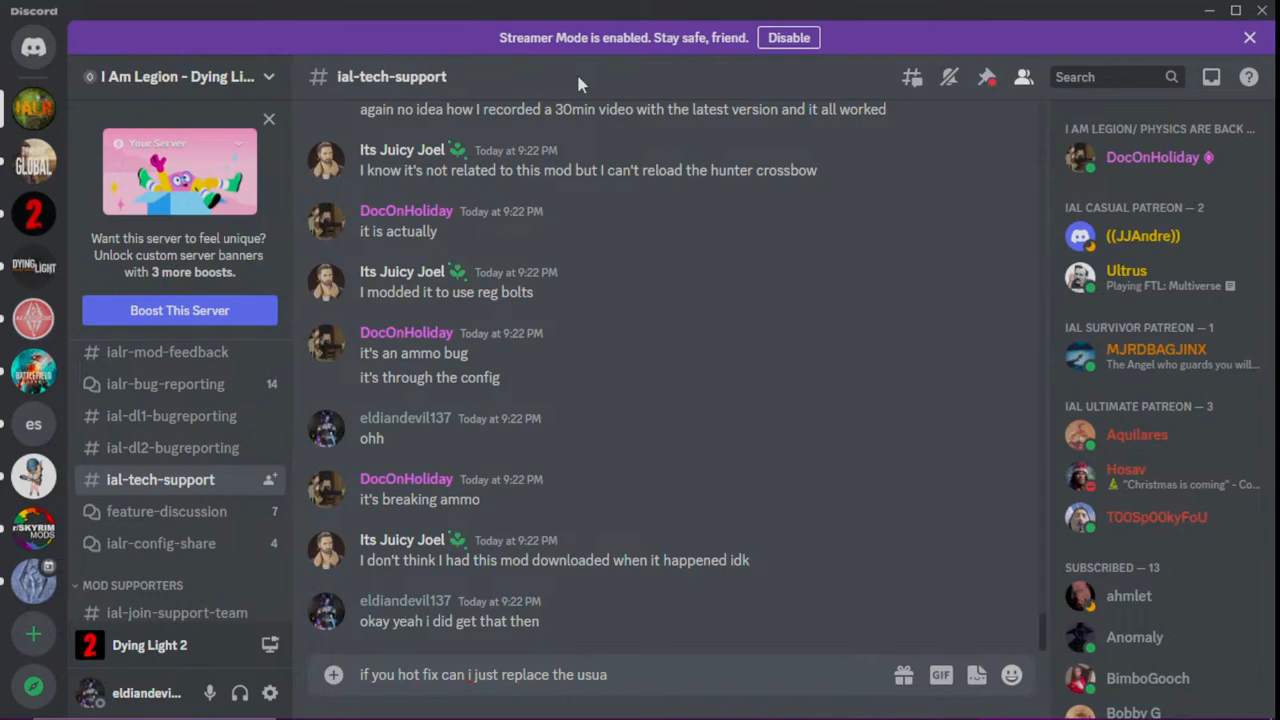 Discord
Streamer Mode is enabled. Stay safe, friend.
Disable
I Am Legion - Dying Li...
# ial-tech-support
Search
Your Server
Want this server to feel unique?
Unlock custom server banners
with 3 more boosts.
Boost This Server
# ialr-mod-feedback
ialr-bug-reporting 14
# ial-dl1-bugreporting
# ial-dl2-bugreporting
# ial-tech-support
feature-discussion 7
ialr-config-share 4
MOD SUPPORTERS
# ial-join-support-team
2 Dying Light 2
eldiandevi...
THE
GLOBAL
2
DYING LIGHT
es
r/SKYRIM
MODS
again no idea how I recorded a 30min video with the latest version and it all worked
Its Juicy Joel Today at 9:22 PM
I know it's not related to this mod but I can't reload the hunter crossbow
DocOnHoliday Today at 9:22 PM
it is actually
Its Juicy Joel Today at 9:22 PM
I modded it to use reg bolts
DocOnHoliday Today at 9:22 PM
it's an ammo bug
it's through the config
eldiandevil137 Today at 9:22 PM
ohh
DocOnHoliday Today at 9:22 PM
it's breaking ammo
Its Juicy Joel Today at 9:22 PM
I don't think I had this mod downloaded when it happened idk
eldiandevil137 Today at 9:22 PM
okay yeah i did get that then
if you hot fix can i just replace the usua
GIF
I AM LEGION/ PHYSICS ARE BACK ...
DocOnHoliday
IAL CASUAL PATREON — 2
((JJAndre))
Ultrus
Playing FTL: Multiverse
IAL SURVIVOR PATREON — 1
MJRDBAGJINX
The Angel who guards you will...
IAL ULTIMATE PATREON — 3
Aquilares
Hosav
"Christmas is coming" - Co...
T00Sp00kyFoU
SUBSCRIBED — 13
ahmlet
Anomaly
BimboGooch
Bobby G